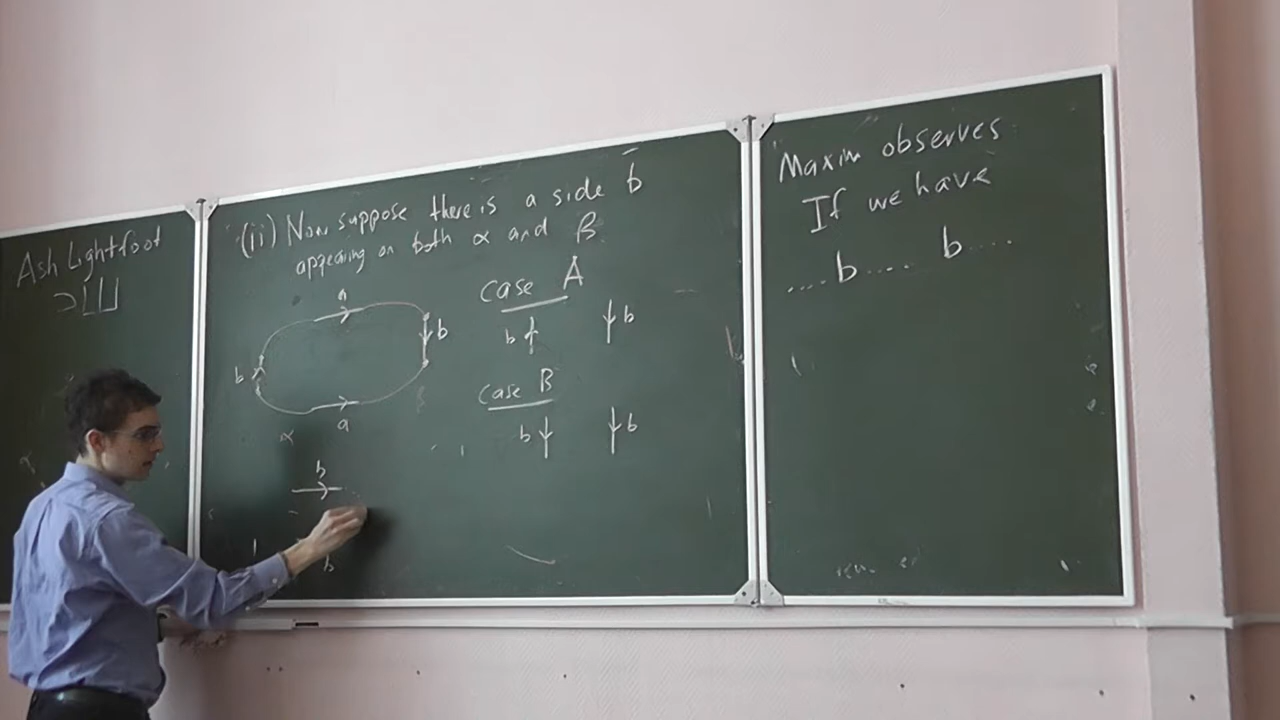 Ash Lightfoot
(ii) Now suppose there is a side b
appearing on both α and β
a
b
b
a
α
case A
b
b
case B
b
b
b
b
Maxim observes
If we have
....b.... b....